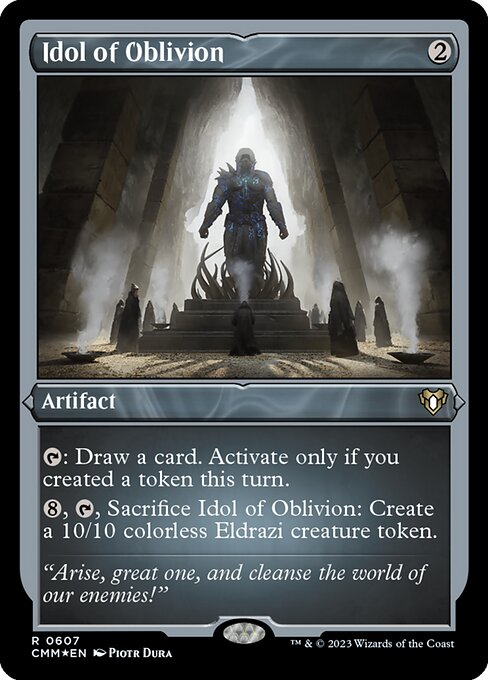 Idol of Oblivion 2
Artifact
: Draw a card. Activate only if you
created a token this turn.
8, , Sacrifice Idol of Oblivion: Create
a 10/10 colorless Eldrazi creature token.
“Arise, great one, and cleanse the world of
our enemies!”
R 0607
CMM★EN Piotr Dura
™ & © 2023 Wizards of the Coast